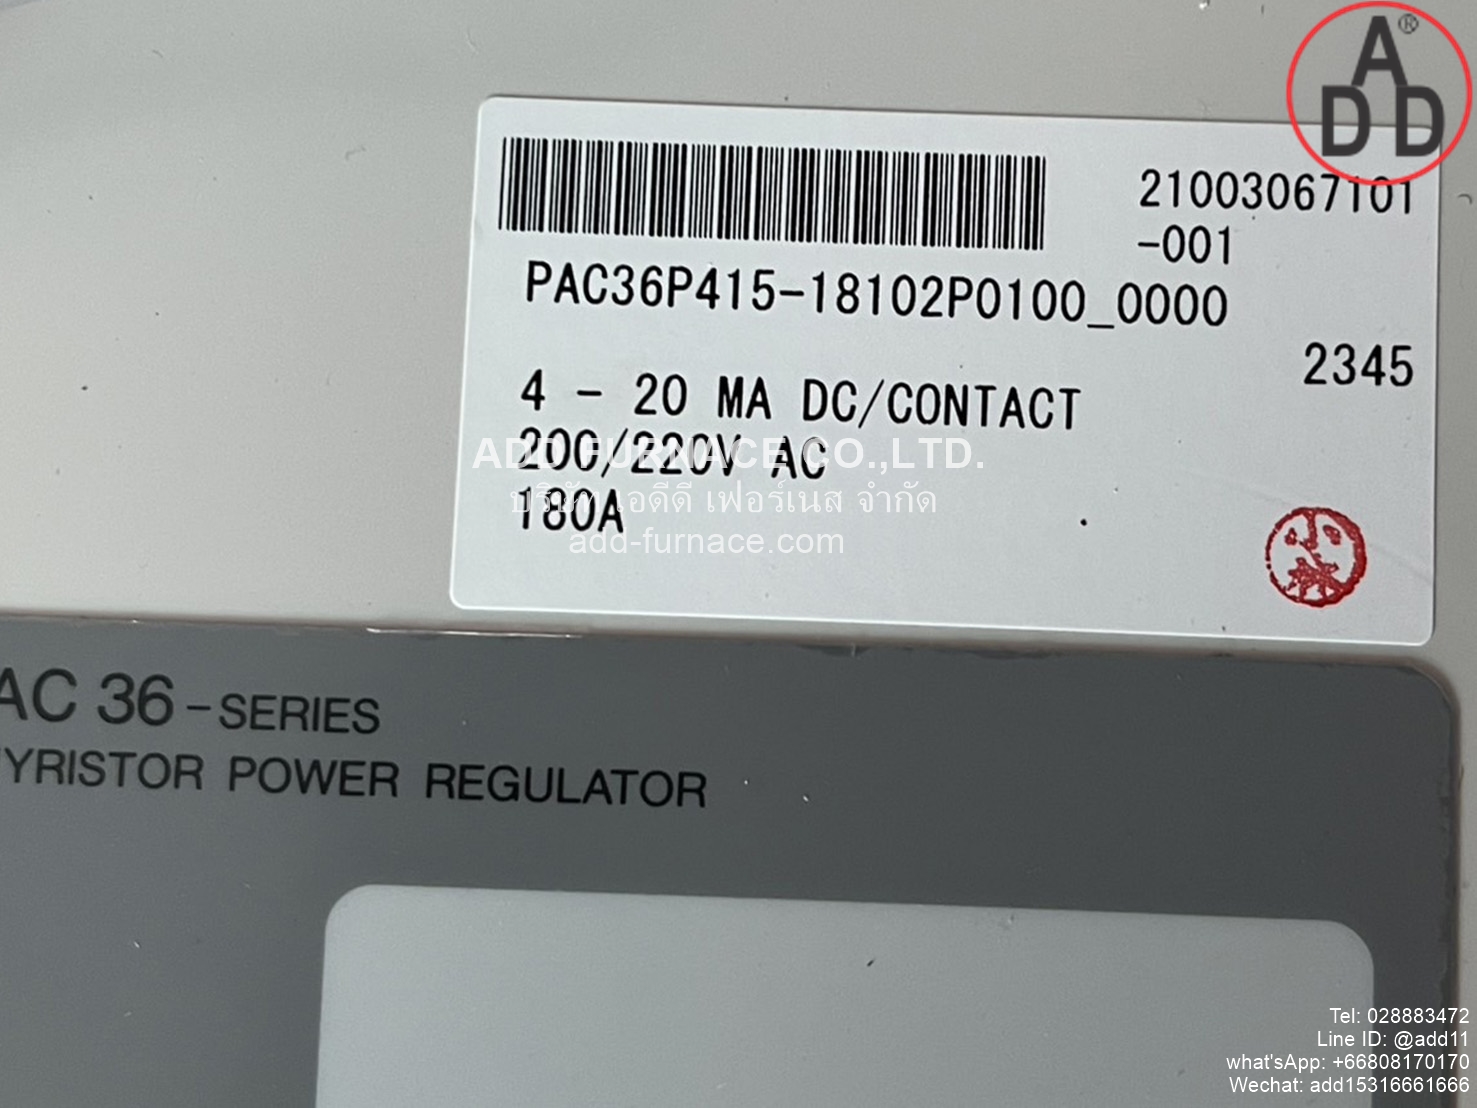 A®
DD
21003067101
-001
PAC36P415-18102P0100_0000
2345
4 - 20 MA DC/CONTACT
200/220V AC
180A
ADD FURNACE CO.,LTD.
บริษัท เอดีดี เฟอร์เนส จำกัด
add-furnace.com
AC 36-SERIES
YRISTOR POWER REGULATOR
Tel: 028883472
Line ID: @add11
what'sApp: +66808170170
Wechat: add15316661666